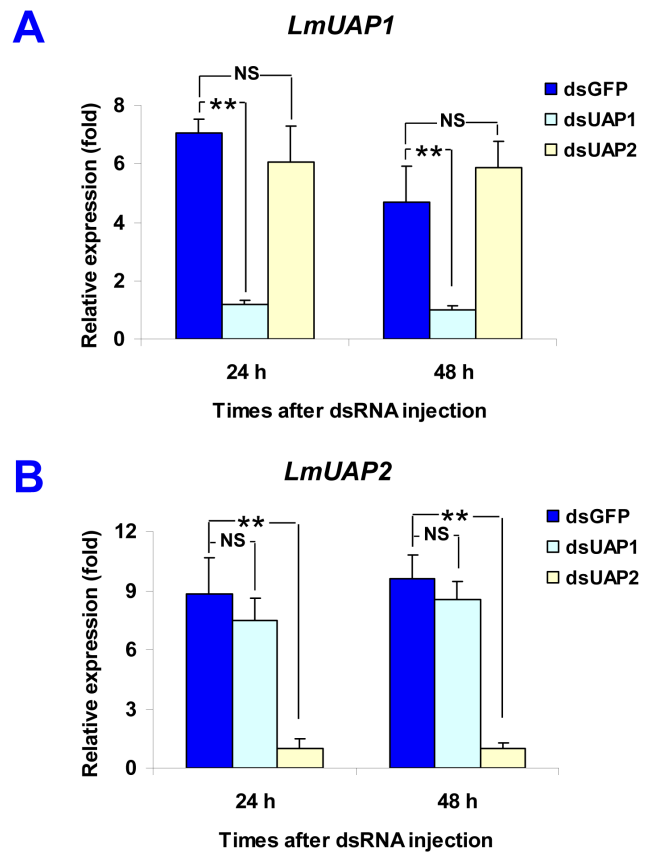 A
LmUAP1
NS
**
NS
**
dsGFP
dsUAP1
dsUAP2
Relative expression (fold)
8
6
4
2
0
24 h
48 h
Times after dsRNA injection
B
LmUAP2
**
NS
**
NS
dsGFP
dsUAP1
dsUAP2
Relative expression (fold)
12
9
6
3
0
24 h
48 h
Times after dsRNA injection